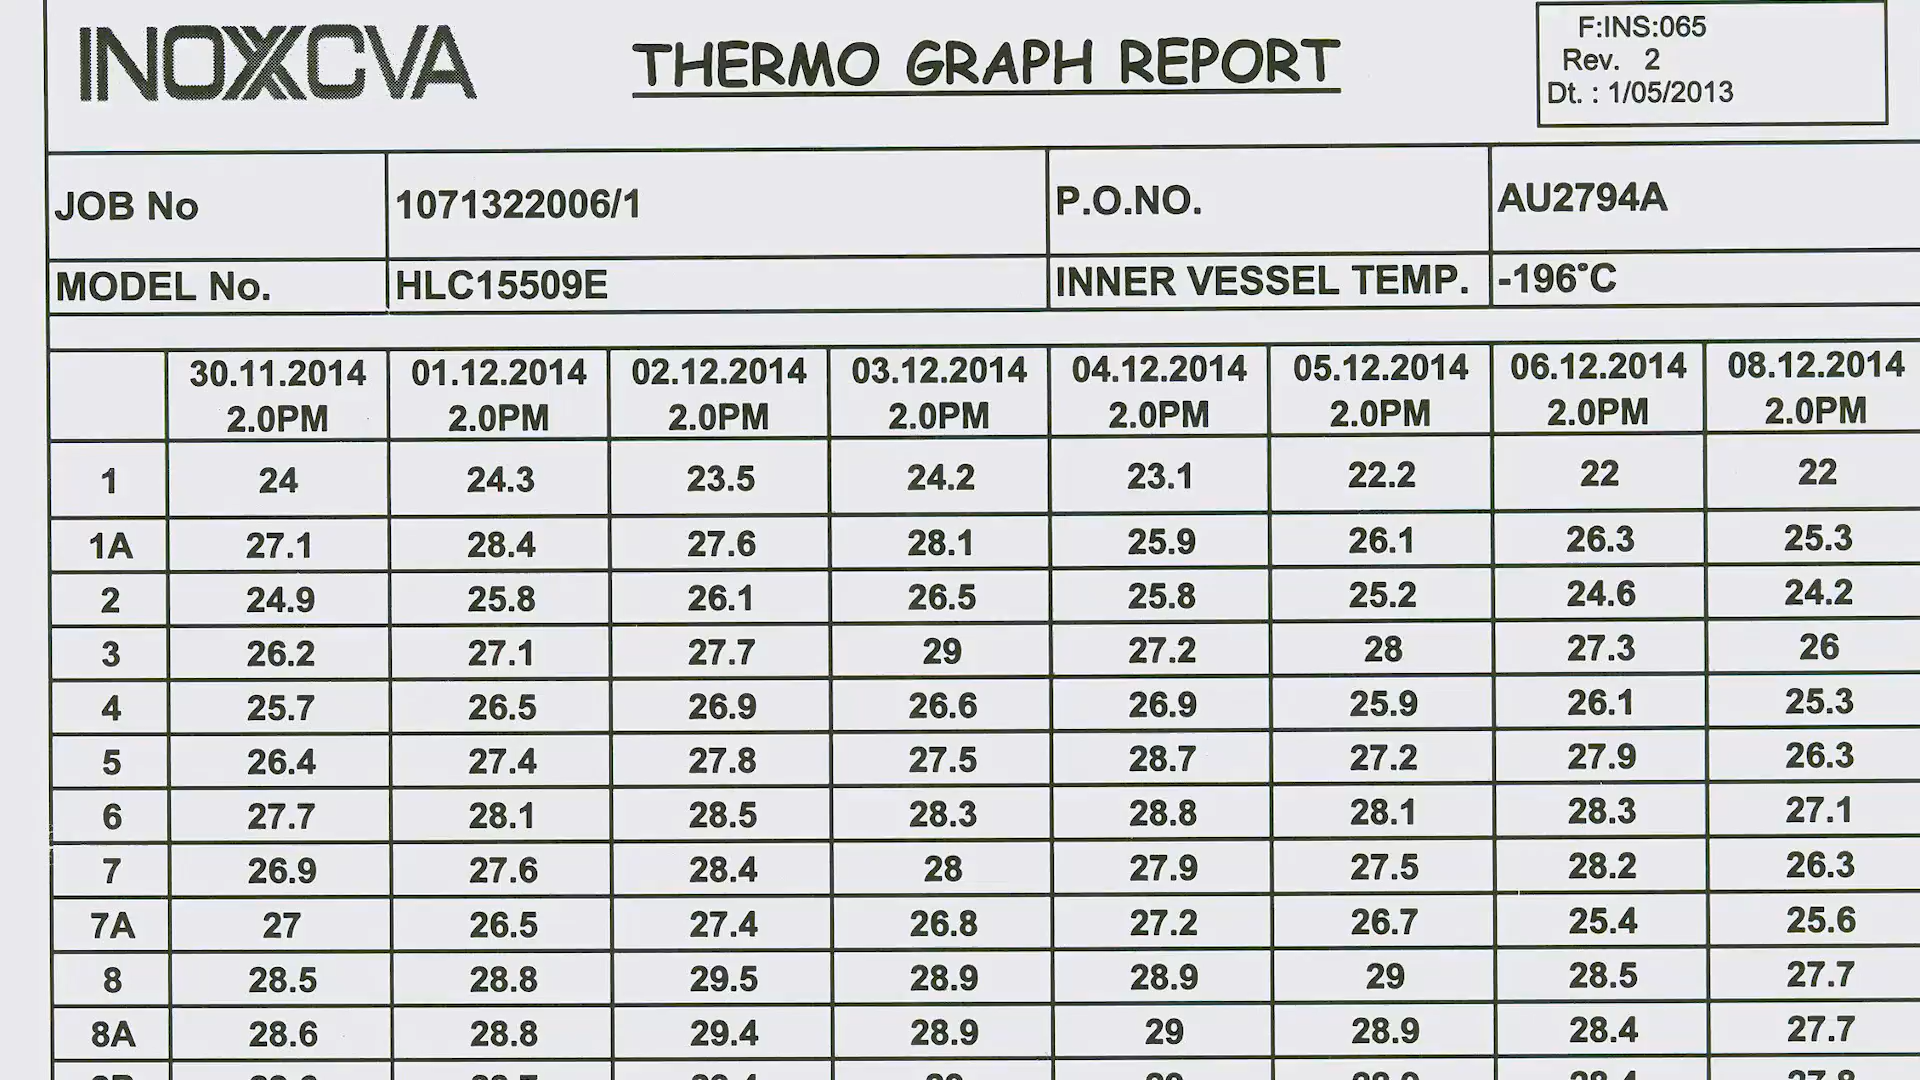 INOXCVA
THERMO GRAPH REPORT
F:INS:065
Rev. 2
Dt. : 1/05/2013
JOB No 1071322006/1 P.O.NO. AU2794A
MODEL No. HLC15509E INNER VESSEL TEMP. -196°C
30.11.2014 01.12.2014 02.12.2014 03.12.2014 04.12.2014 05.12.2014 06.12.2014 08.12.2014
2.0PM 2.0PM 2.0PM 2.0PM 2.0PM 2.0PM 2.0PM 2.0PM
1 24 24.3 23.5 24.2 23.1 22.2 22 22
1A 27.1 28.4 27.6 28.1 25.9 26.1 26.3 25.3
2 24.9 25.8 26.1 26.5 25.8 25.2 24.6 24.2
3 26.2 27.1 27.7 29 27.2 28 27.3 26
4 25.7 26.5 26.9 26.6 26.9 25.9 26.1 25.3
5 26.4 27.4 27.8 27.5 28.7 27.2 27.9 26.3
6 27.7 28.1 28.5 28.3 28.8 28.1 28.3 27.1
7 26.9 27.6 28.4 28 27.9 27.5 28.2 26.3
7A 27 26.5 27.4 26.8 27.2 26.7 25.4 25.6
8 28.5 28.8 29.5 28.9 28.9 29 28.5 27.7
8A 28.6 28.8 29.4 28.9 29 28.9 28.4 27.7